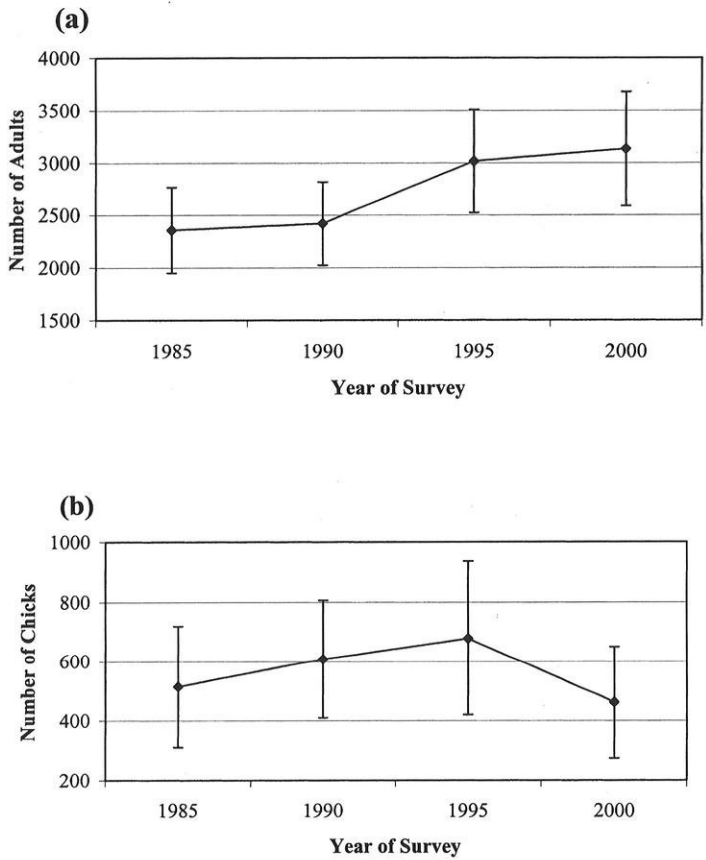 (a)
4000
3500
3000
2500
2000
1500
Number of Adults
1985 1990 1995 2000
Year of Survey
(b)
1000
800
600
400
200
Number of Chicks
1985 1990 1995 2000
Year of Survey